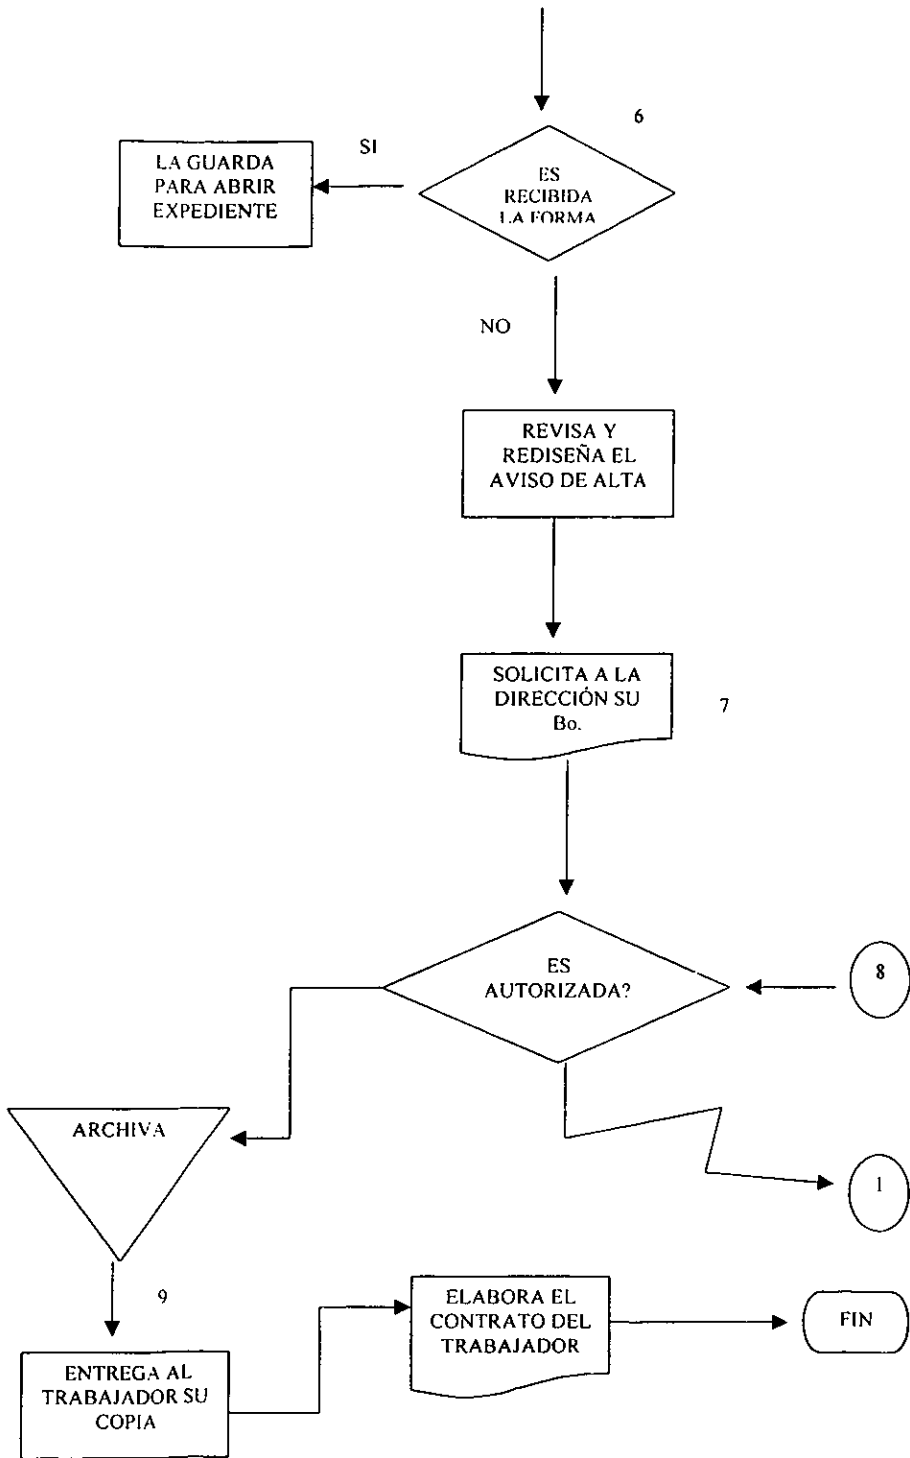 6
SI
LA GUARDA
PARA ABRIR
EXPEDIENTE
ES
RECIBIDA
LA FORMA
NO
REVISA Y
REDISEÑA EL
AVISO DE ALTA
SOLICITA A LA
DIRECCIÓN SU
Bo.
7
ES
AUTORIZADA?
8
ARCHIVA
1
9
ELABORA EL
CONTRATO DEL
TRABAJADOR
FIN
ENTREGA AL
TRABAJADOR SU
COPIA